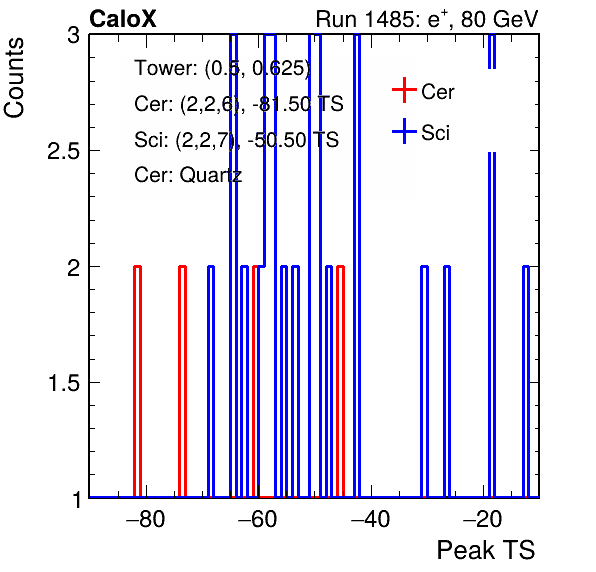 CaloX
Run 1485: e+, 80 GeV
Counts
3
2.5
2
1.5
1
Tower: (0.5, 0.625)
Cer: (2,2,6), -81.50 TS
Sci: (2,2,7), -50.50 TS
Cer: Quartz
Cer
Sci
−80
−60
−40
−20
Peak TS